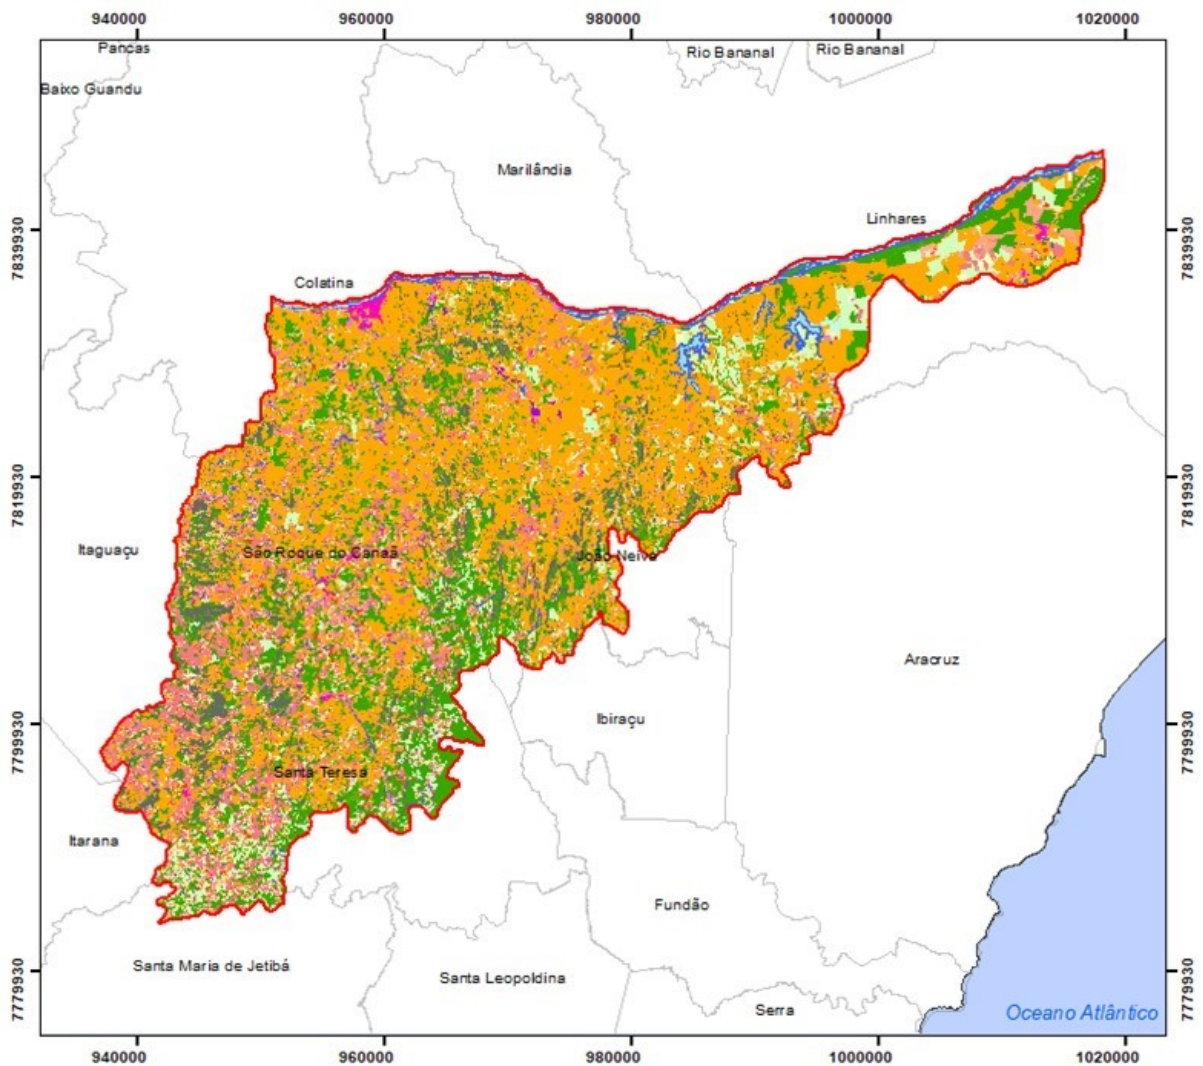 940000 960000 980000 1000000 1020000
Pancas
Rio Bananal
Rio Bananal
Baixo Guandu
Marilândia
Linhares
7839930
7839930
Colatina
7819930
7819930
Itaguaçu
São Roque do Canaã
João Neiva
Aracruz
Ibiraçu
7799930
7799930
Santa Teresa
Itarana
Fundão
Santa Maria de Jetibá
Santa Leopoldina
7779930
7779930
Serra
Oceano Atlântico
940000 960000 980000 1000000 1020000